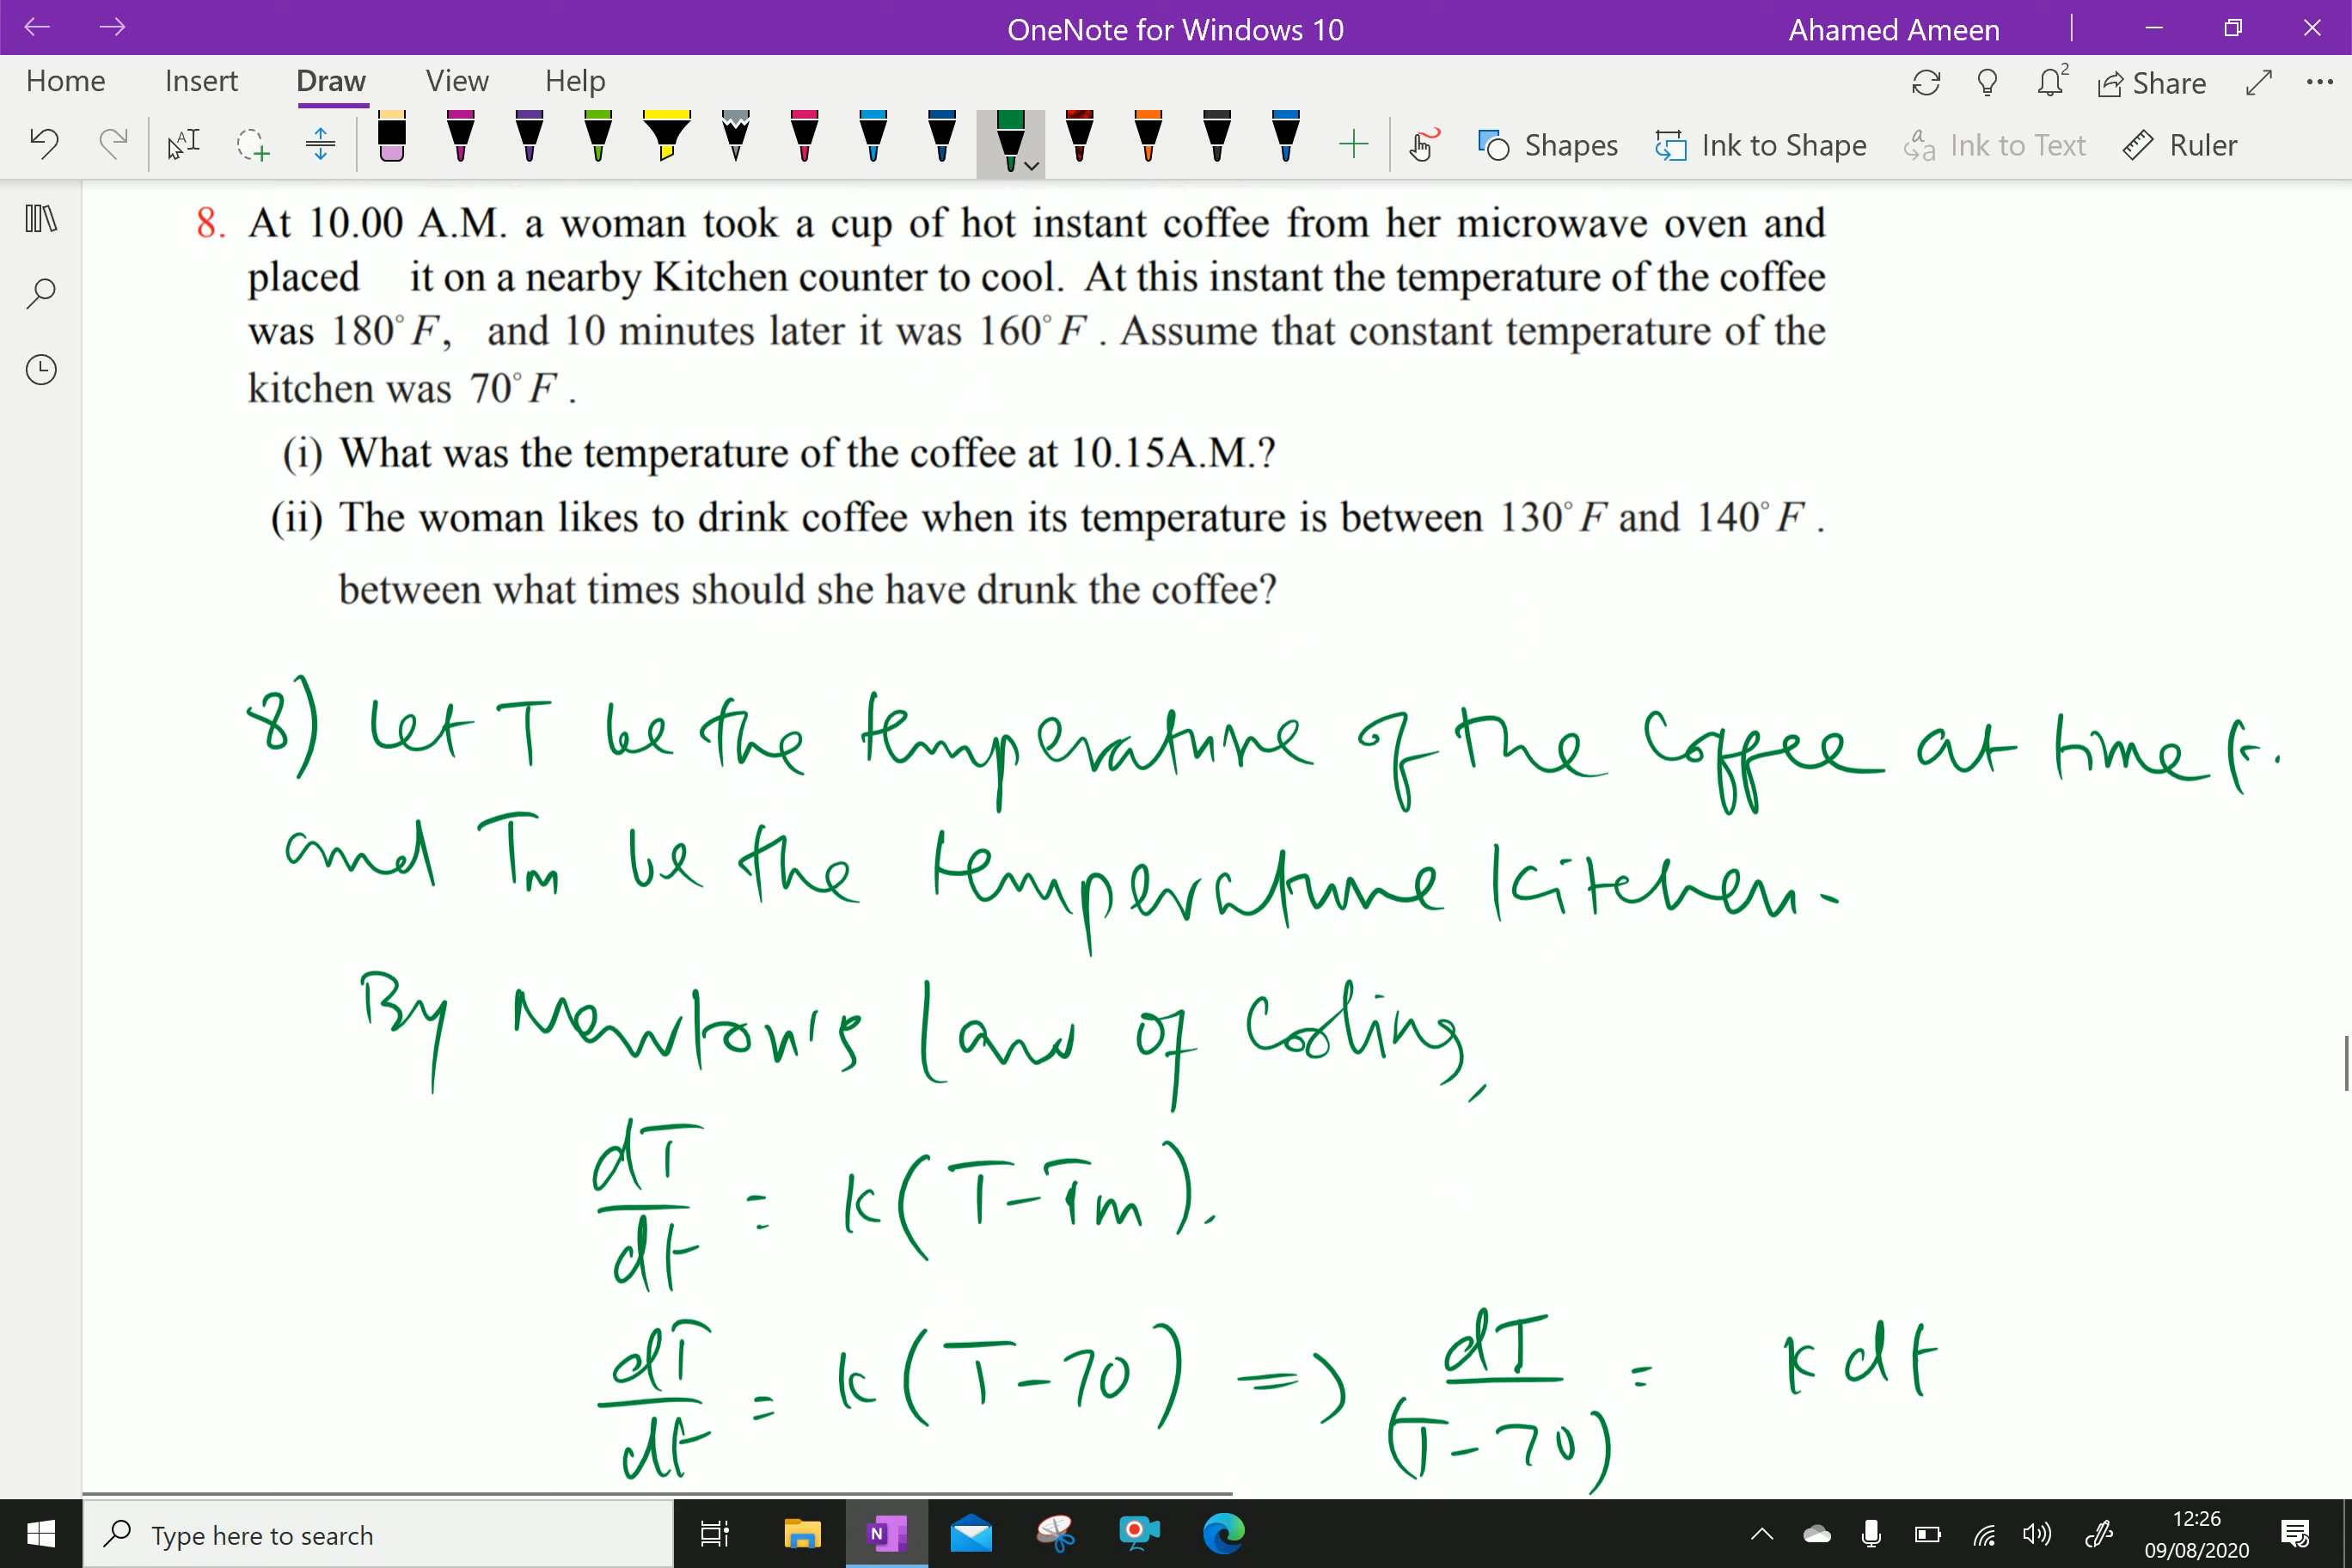 OneNote for Windows 10
Ahamed Ameen
Home Insert Draw View Help
2 Share
Shapes Ink to Shape Ink to Text Ruler
8. At 10.00 A.M. a woman took a cup of hot instant coffee from her microwave oven and
placed it on a nearby Kitchen counter to cool. At this instant the temperature of the coffee
was 180°F, and 10 minutes later it was 160°F. Assume that constant temperature of the
kitchen was 70°F.
(i) What was the temperature of the coffee at 10.15A.M.?
(ii) The woman likes to drink coffee when its temperature is between 130°F and 140°F.
between what times should she have drunk the coffee?
8) Let T be the temperature of the Coffee at time t.
and Tm be the temperature Kitchen.
By Newton's Law of Cooling,
dT/dt = k(T-Tm).
dT/dt = k(T-70) => dT/(T-70) = k dt
Type here to search
12:26
09/08/2020